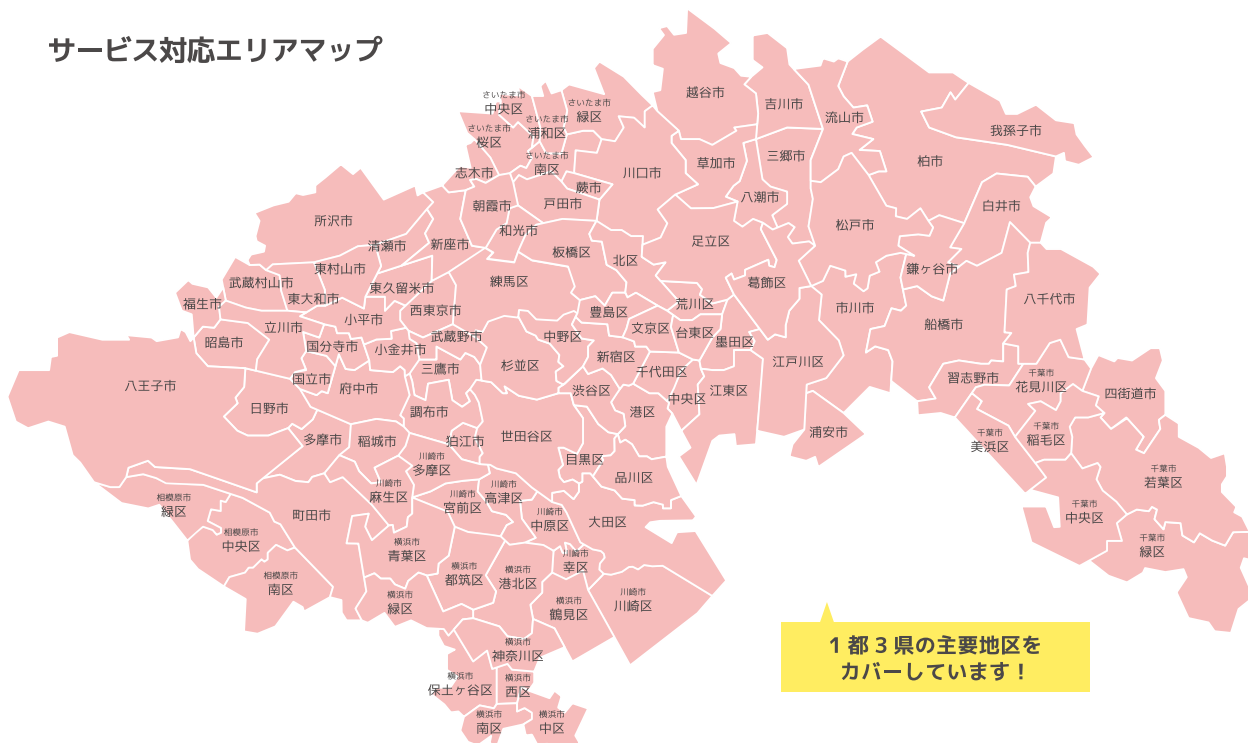 サービス対応エリアマップ
越谷市
さいたま市
中央区
さいたま市
緑区
吉川市
流山市
さいたま市
浦和区
さいたま市
桜区
我孫子市
さいたま市
南区
三郷市
草加市
柏市
志木市
川口市
蕨市
八潮市
朝霞市
戸田市
白井市
所沢市
松戸市
和光市
清瀬市
新座市
足立区
板橋区
北区
東村山市
鎌ヶ谷市
武蔵村山市
東久留米市
練馬区
葛飾区
東大和市
八千代市
福生市
荒川区
市川市
西東京市
豊島区
小平市
立川市
文京区
船橋市
台東区
武蔵野市
中野区
墨田区
昭島市
国分寺市
小金井市
新宿区
江戸川区
杉並区
三鷹市
千代田区
国立市
習志野市
千葉市
花見川区
八王子市
府中市
渋谷区
江東区
四街道市
中央区
日野市
調布市
港区
多摩市
稲城市
狛江市
世田谷区
浦安市
千葉市
稲毛区
千葉市
美浜区
川崎市
多摩区
目黒区
千葉市
若葉区
品川区
川崎市
麻生区
川崎市
高津区
相模原市
緑区
川崎市
宮前区
町田市
川崎市
中原区
大田区
千葉市
中央区
相模原市
中央区
横浜市
青葉区
千葉市
緑区
川崎市
幸区
横浜市
都筑区
横浜市
港北区
相模原市
南区
横浜市
緑区
横浜市
鶴見区
川崎市
川崎区
横浜市
神奈川区
横浜市
保土ヶ谷区
横浜市
西区
横浜市
南区
横浜市
中区
1都3県の主要地区を
カバーしています！